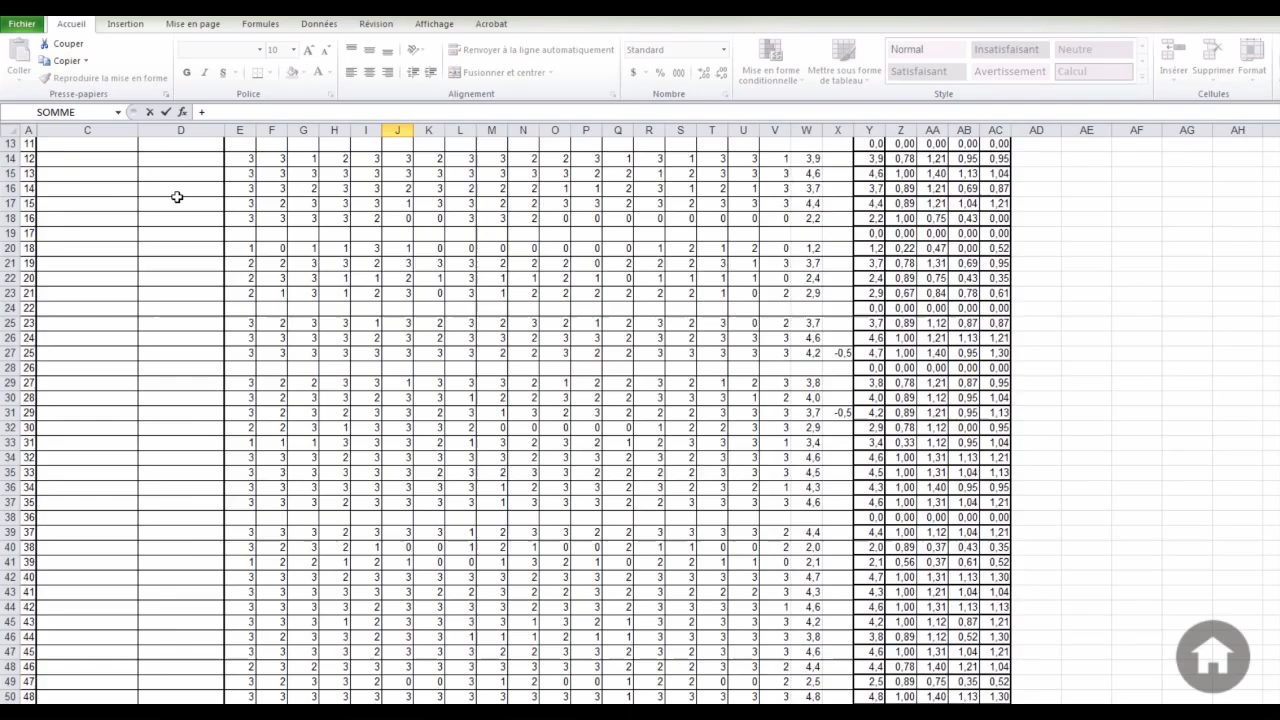 Fichier Accueil Insertion Mise en page Formules Données Révision Affichage Acrobat
Couper 10 A A Renvoyer à la ligne automatiquement Standard Normal Insatisfaisant Neutre
Coller Copier G I S A Fusionner et centrer $ % 000 Mise en forme conditionnelle Mettre sous forme de tableau Satisfaisant Avertissement Calcul Insérer Supprimer Format
Reproduire la mise en forme
Presse-papiers Police Alignement Nombre Style Cellules
SOMME fx +
A C D E F G H I J K L M N O P Q R S T U V W X Y Z AA AB AC AD AE AF AG AH
13 11 0,0 0,00 0,00 0,00 0,00
14 12 3 3 1 2 3 3 2 3 3 2 2 3 1 3 1 3 3 1 3,9 3,9 0,78 1,21 0,95 0,95
15 13 3 3 3 3 3 3 3 3 3 3 3 2 2 1 2 3 3 3 4,6 4,6 1,00 1,40 1,13 1,04
16 14 3 3 2 3 3 2 3 2 2 2 1 1 2 3 2 3 1 3 3,7 3,7 0,89 1,21 0,69 0,87
17 15 3 2 3 3 3 1 3 3 3 2 2 2 3 2 3 3 3 3 4,4 4,4 0,89 1,21 1,04 1,21
18 16 3 3 3 3 2 0 0 3 3 0 0 0 0 0 0 0 0 0 2,2 2,2 1,00 0,75 0,43 0,00
19 17 0,0 0,00 0,00 0,00 0,00
20 18 1 0 1 1 3 1 0 0 0 0 0 0 0 1 2 1 2 0 1,2 1,2 0,22 0,47 0,00 0,52
21 19 2 2 3 3 2 3 3 3 2 2 2 0 2 2 2 3 1 3 3,7 3,7 0,78 1,31 0,69 0,95
22 20 2 3 3 1 1 2 1 3 1 1 2 1 0 1 1 1 1 0 2,4 2,4 0,89 0,75 0,43 0,35
23 21 2 1 3 1 2 3 0 3 1 2 2 2 2 2 2 1 0 2 2,9 2,9 0,67 0,84 0,78 0,61
24 22 0,0 0,00 0,00 0,00 0,00
25 23 3 2 3 3 1 3 2 3 2 3 2 1 2 3 2 3 0 2 3,7 3,7 0,89 1,12 0,87 0,87
26 24 3 3 3 3 2 3 2 3 2 3 3 3 2 3 2 3 3 3 4,6 4,6 1,00 1,21 1,13 1,21
27 25 3 3 3 3 3 3 3 3 2 2 3 2 2 3 3 3 3 3 4,2 -0,5 4,7 1,00 1,40 0,95 1,30
28 26 0,0 0,00 0,00 0,00 0,00
29 27 3 2 2 3 3 1 3 3 3 2 1 2 2 3 2 1 2 3 3,8 3,8 0,78 1,21 0,87 0,95
30 28 3 2 3 3 2 3 3 1 2 2 2 3 2 3 3 3 1 2 4,0 4,0 0,89 1,12 0,95 1,04
31 29 3 2 3 2 3 3 2 3 1 3 2 3 2 2 2 3 3 3 3,7 -0,5 4,2 0,89 1,21 0,95 1,13
32 30 2 2 3 1 3 3 3 2 0 0 0 0 0 1 2 2 3 3 2,9 2,9 0,78 1,12 0,00 0,95
33 31 1 1 1 3 3 3 2 1 3 2 3 2 1 2 3 3 3 1 3,4 3,4 0,33 1,12 0,95 1,04
34 32 3 3 3 3 3 3 3 3 2 3 3 3 2 2 3 3 3 3 4,6 4,6 1,00 1,31 1,13 1,21
35 33 3 3 3 3 3 3 3 3 2 3 2 3 2 3 2 3 2 3 4,5 4,5 1,00 1,31 1,04 1,13
36 34 3 3 3 3 3 3 3 3 1 3 2 3 2 3 2 3 2 1 4,3 4,3 1,00 1,40 0,95 0,95
37 35 3 3 3 2 3 3 3 3 1 3 3 3 2 3 2 3 3 3 4,6 4,6 1,00 1,31 1,04 1,21
38 36 0,0 0,00 0,00 0,00 0,00
39 37 3 3 3 2 3 3 3 1 2 3 3 2 2 3 3 3 3 2 4,4 4,4 1,00 1,12 1,04 1,21
40 38 3 2 3 2 1 0 0 1 2 1 0 0 2 1 1 0 0 2 2,0 2,0 0,89 0,37 0,43 0,35
41 39 1 2 2 1 2 1 0 0 1 3 1 2 0 2 2 1 1 0 2,1 2,1 0,56 0,37 0,61 0,52
42 40 3 3 3 2 3 3 3 3 3 3 3 2 2 3 3 3 3 3 4,7 4,7 1,00 1,31 1,13 1,30
43 41 3 3 3 3 3 3 2 2 3 3 2 2 2 2 3 2 3 3 4,3 4,3 1,00 1,21 1,04 1,13
44 42 3 3 3 3 2 3 3 3 2 3 3 3 2 3 3 3 3 1 4,6 4,6 1,00 1,31 1,13 1,13
45 43 3 3 3 1 2 3 3 3 3 1 3 2 1 3 2 3 3 3 4,2 4,2 1,00 1,12 0,87 1,21
46 44 3 2 3 3 2 3 3 1 1 1 2 1 1 3 3 3 3 3 3,8 3,8 0,89 1,12 0,52 1,30
47 45 3 3 3 3 3 3 3 3 2 2 3 3 2 2 3 3 3 3 4,6 4,6 1,00 1,31 1,04 1,21
48 46 2 3 2 3 3 3 3 3 3 3 3 3 2 2 2 3 3 2 4,4 4,4 0,78 1,40 1,21 1,04
49 47 3 2 3 3 2 0 0 3 1 2 0 0 1 2 2 0 0 2 2,5 2,5 0,89 0,75 0,35 0,52
50 48 3 3 3 3 3 3 3 3 3 3 3 3 1 3 3 3 3 3 4,8 4,8 1,00 1,40 1,13 1,30